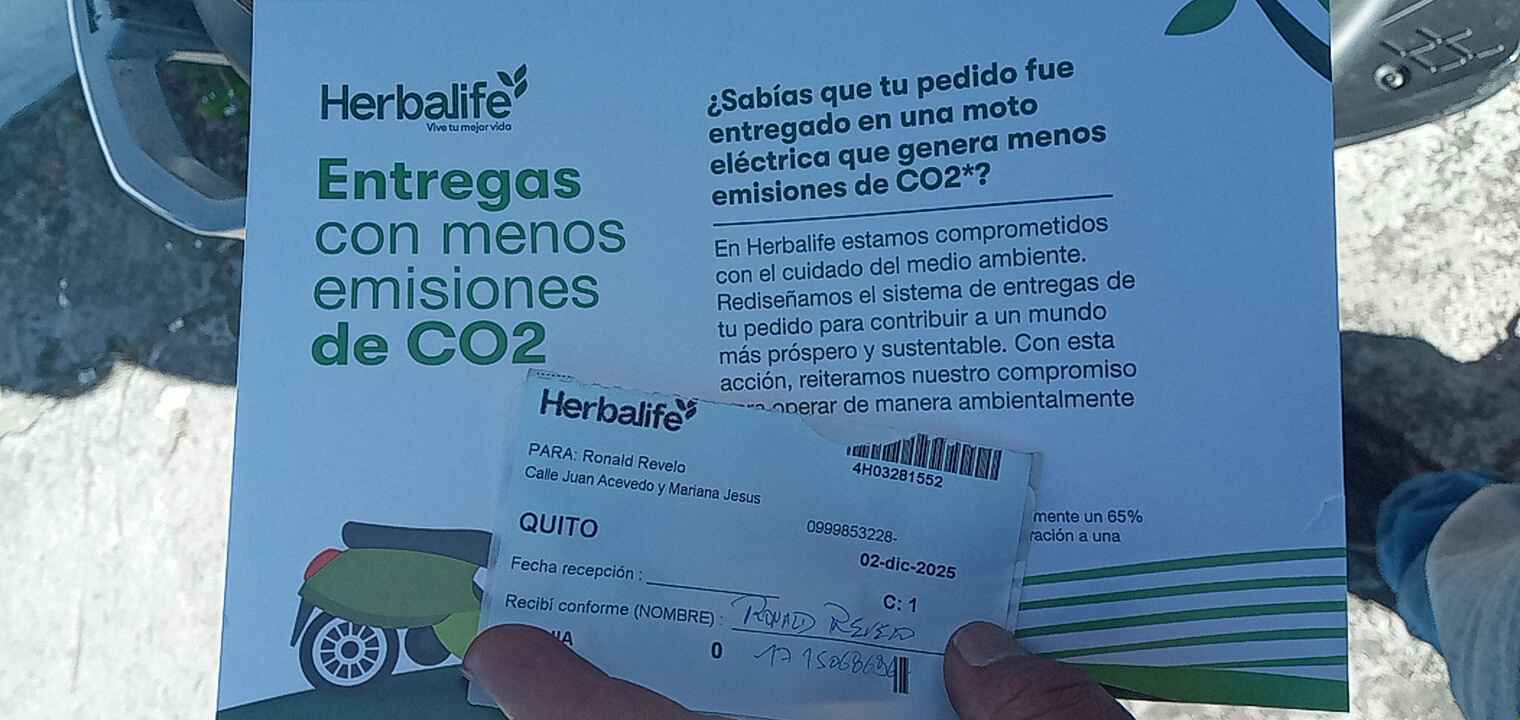 Herbalife
Vive tu mejor vida
Entregas
con menos
emisiones
de CO2
¿Sabías que tu pedido fue
entregado en una moto
eléctrica que genera menos
emisiones de CO2*?
En Herbalife estamos comprometidos
con el cuidado del medio ambiente.
Rediseñamos el sistema de entregas de
tu pedido para contribuir a un mundo
más próspero y sustentable. Con esta
acción, reiteramos nuestro compromiso
operar de manera ambientalmente
mente un 65%
ración a una
Herbalife
4H03281552
PARA: Ronald Revelo
Calle Juan Acevedo y Mariana Jesus
QUITO
0999853228-
02-dic-2025
Fecha recepción :
C: 1
Recibí conforme (NOMBRE) : RONALD REVELO
0